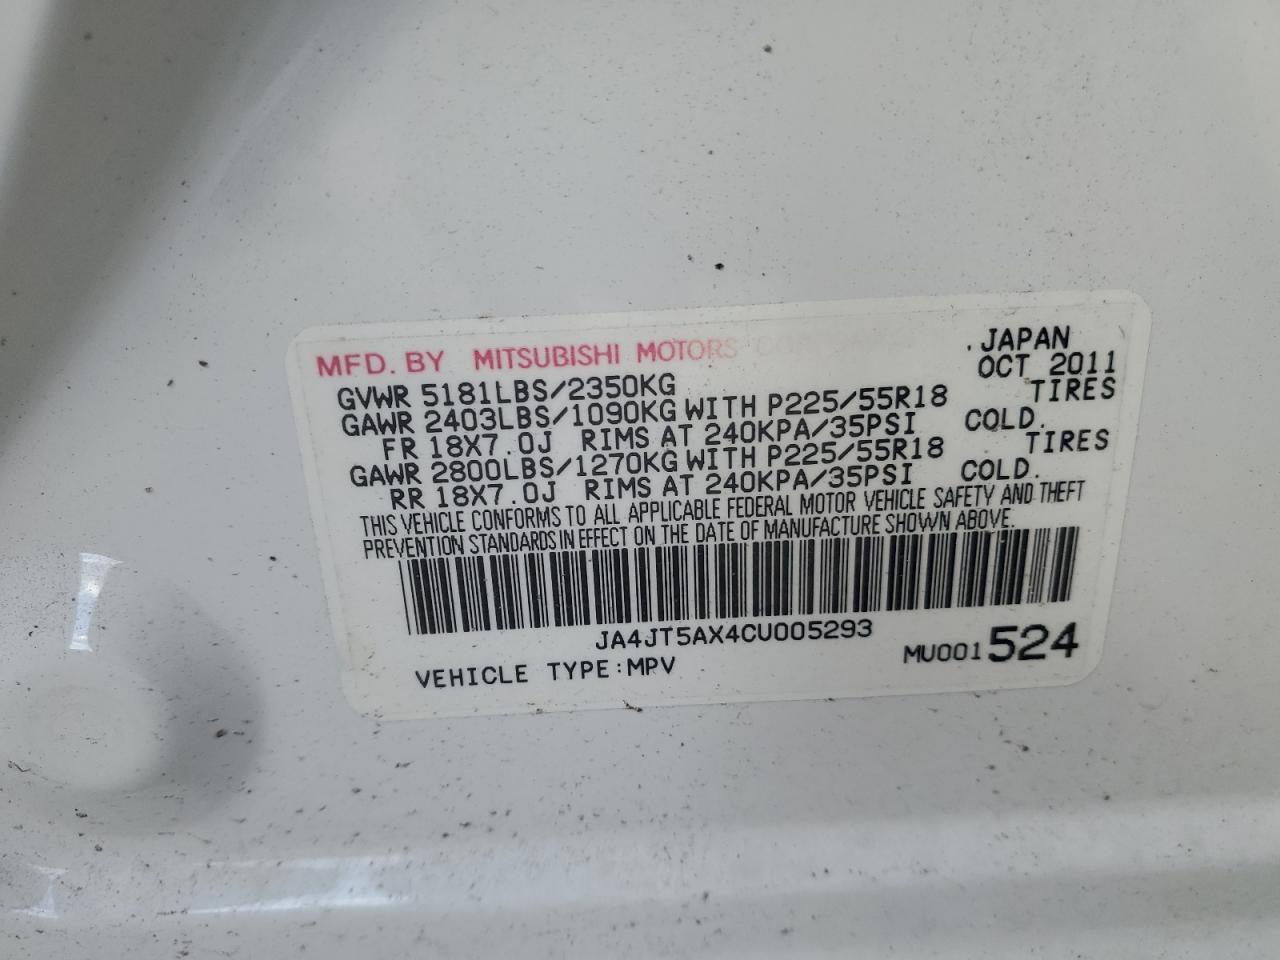 MFD. BY MITSUBISHI MOTORS CORPORATION . JAPAN
GVWR 5181LBS/2350KG OCT 2011
GAWR 2403LBS/1090KG WITH P225/55R18 TIRES
FR 18X7.0J RIMS AT 240KPA/35PSI COLD.
GAWR 2800LBS/1270KG WITH P225/55R18 TIRES
RR 18X7.0J RIMS AT 240KPA/35PSI COLD.
THIS VEHICLE CONFORMS TO ALL APPLICABLE FEDERAL MOTOR VEHICLE SAFETY AND THEFT
PREVENTION STANDARDS IN EFFECT ON THE DATE OF MANUFACTURE SHOWN ABOVE.
JA4JT5AX4CU005293
VEHICLE TYPE:MPV MU001524